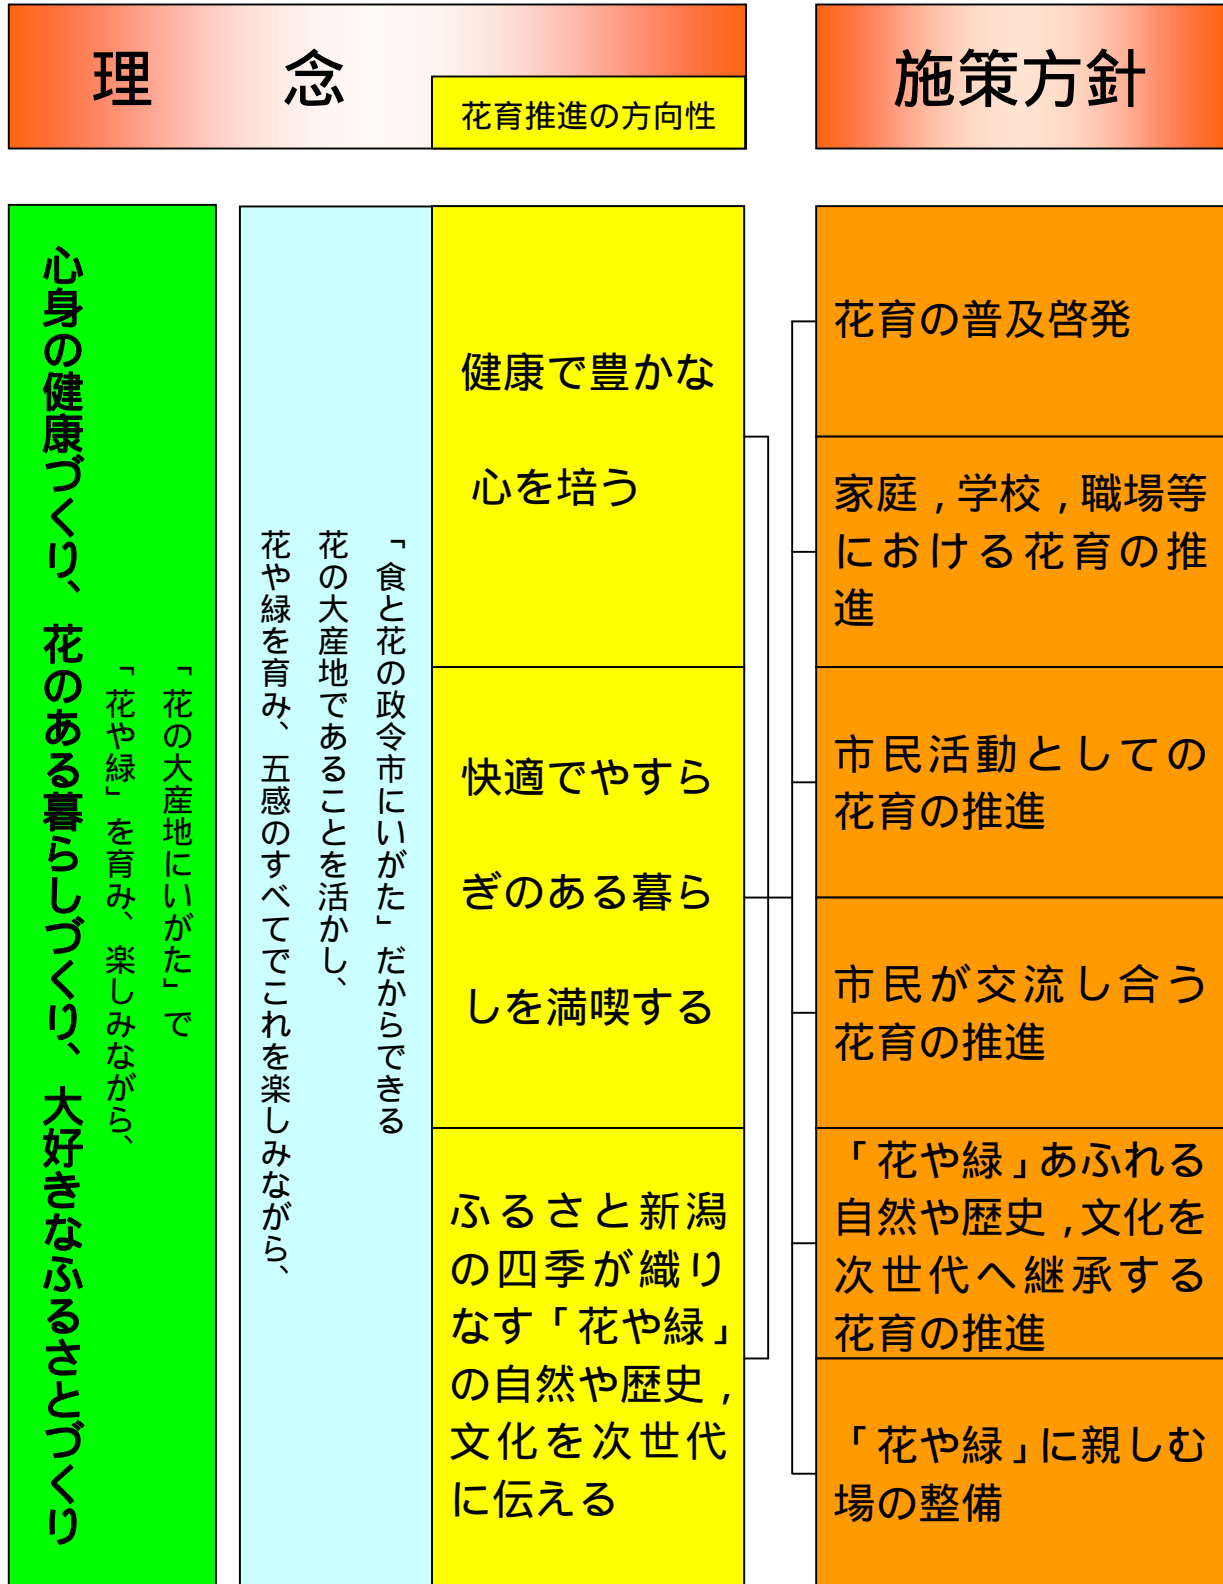 理　念
花育推進の方向性
施策方針
「花の大産地にいがた」で
「花や緑」を育み、楽しみながら、
心身の健康づくり、花のある暮らしづくり、大好きなふるさとづくり
「食と花の政令市にいがた」だからできる
花の大産地であることを活かし、
花や緑を育み、五感のすべてでこれを楽しみながら、
健康で豊かな
心を培う
快適でやすら
ぎのある暮ら
しを満喫する
ふるさと新潟
の四季が織り
なす「花や緑」
の自然や歴史，
文化を次世代
に伝える
花育の普及啓発
家庭，学校，職場等
における花育の推
進
市民活動としての
花育の推進
市民が交流し合う
花育の推進
「花や緑」あふれる
自然や歴史，文化を
次世代へ継承する
花育の推進
「花や緑」に親しむ
場の整備